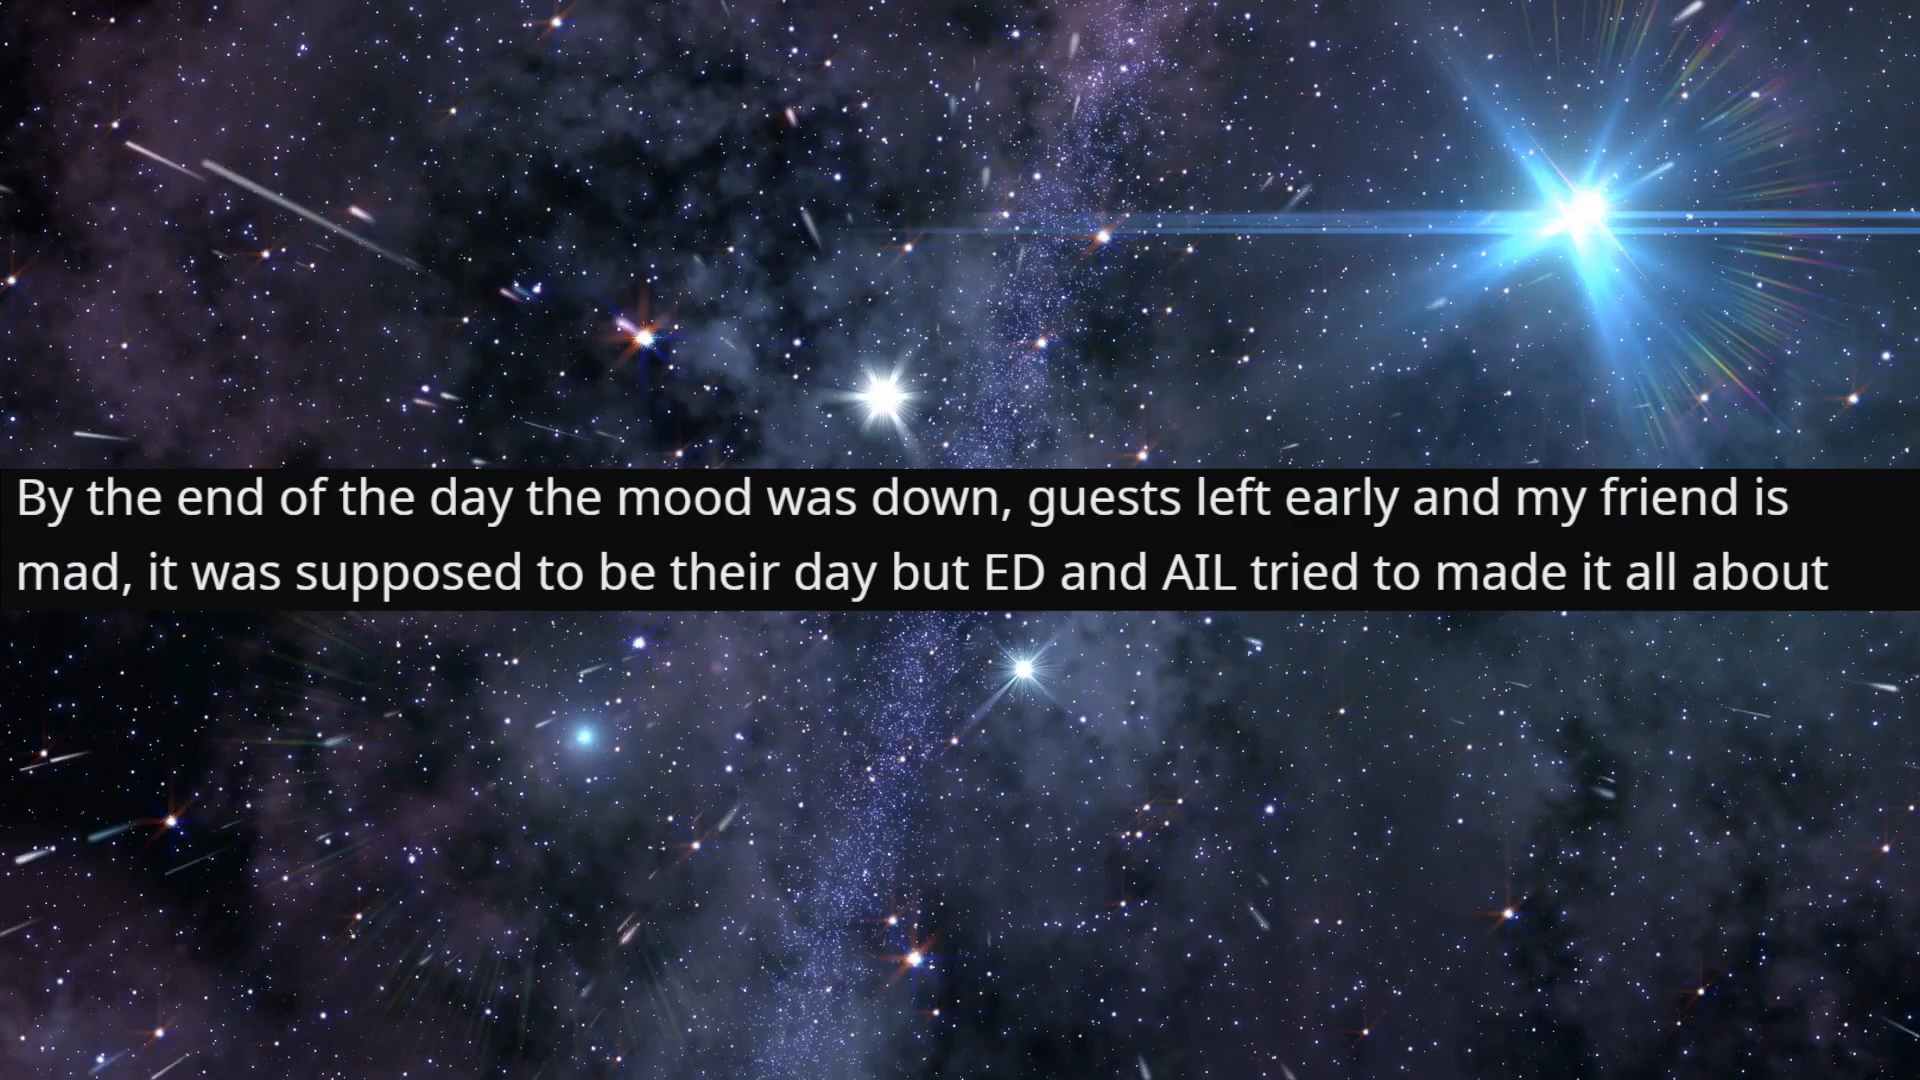 By the end of the day the mood was down, guests left early and my friend is
mad, it was supposed to be their day but ED and AIL tried to made it all about